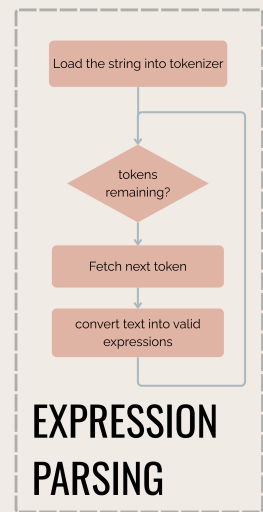 Load the string into tokenizer
tokens
remaining?
Fetch next token
convert text into valid
expressions
EXPRESSION
PARSING